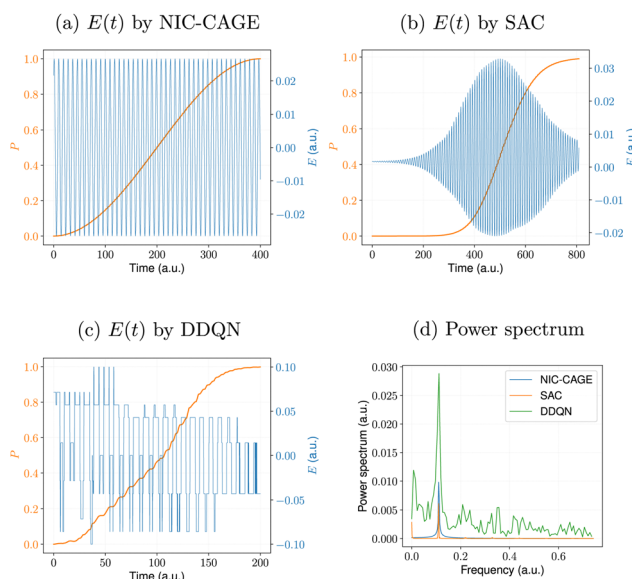 (a) E(t) by NIC-CAGE
(b) E(t) by SAC
1.0
0.8
0.6
0.4
0.2
0.0
P
0.02
0.01
0.00
−0.01
−0.02
E (a.u.)
0 100 200 300 400
Time (a.u.)
1.0
0.8
0.6
0.4
0.2
0.0
P
0.03
0.02
0.01
0.00
−0.01
−0.02
E (a.u.)
0 200 400 600 800
Time (a.u.)
(c) E(t) by DDQN
(d) Power spectrum
1.0
0.8
0.6
0.4
0.2
0.0
P
0.10
0.05
0.00
−0.05
−0.10
E (a.u.)
0 50 100 150 200
Time (a.u.)
0.030
0.025
0.020
0.015
0.010
0.005
0.000
Power spectrum (a.u.)
NIC-CAGE
SAC
DDQN
0.0 0.2 0.4 0.6
Frequency (a.u.)